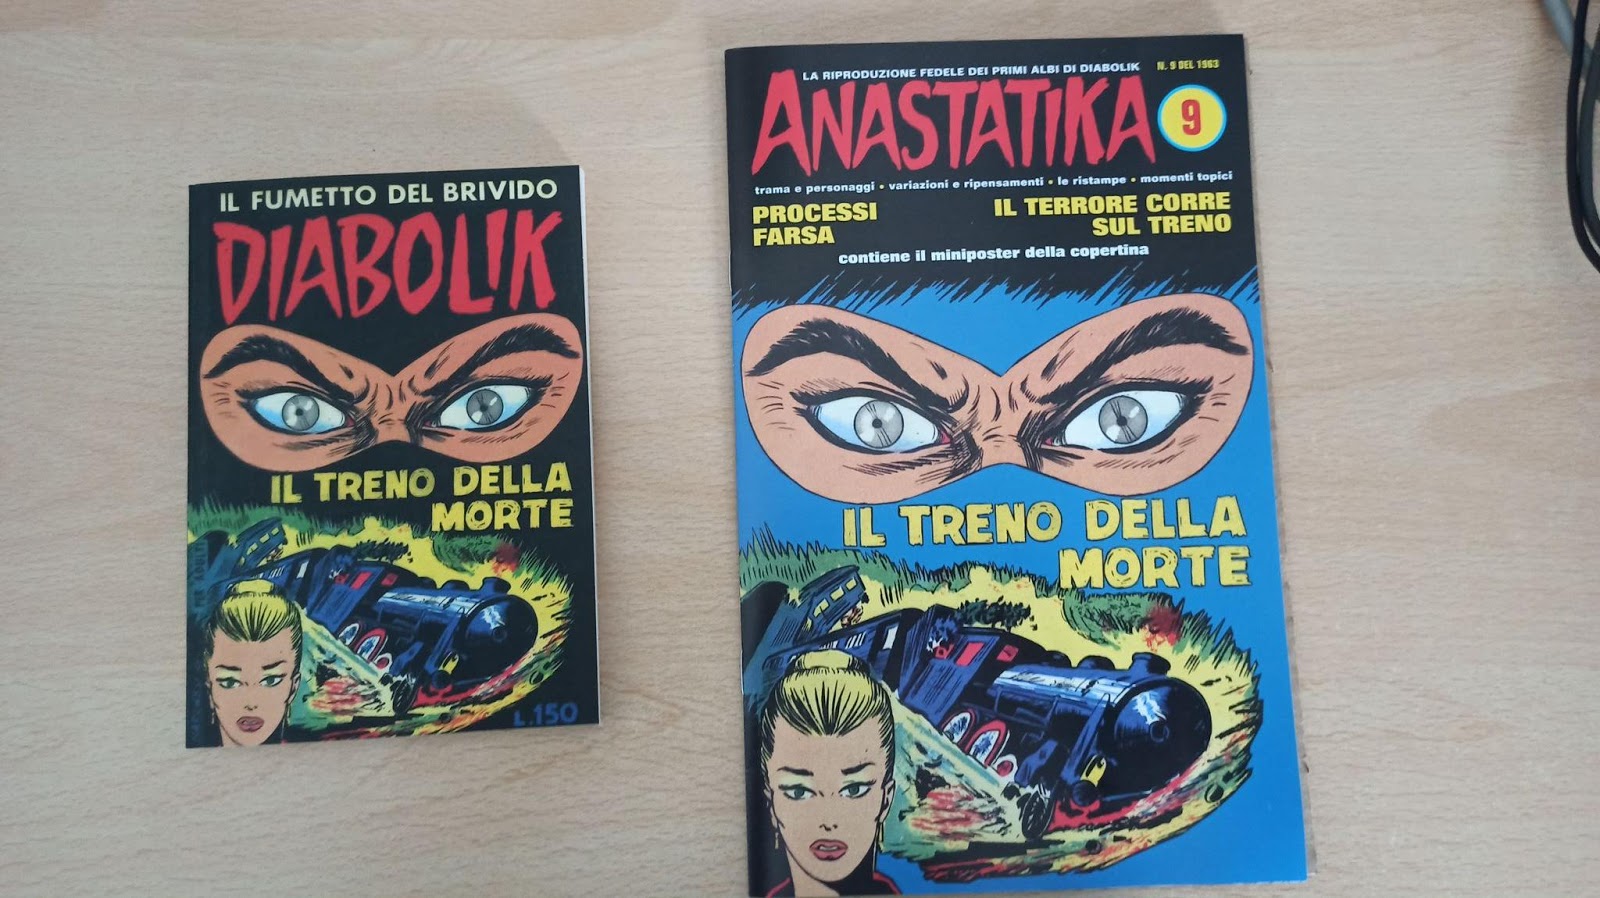 IL FUMETTO DEL BRIVIDO
DIABOLIK
IL TRENO DELLA
MORTE
PER ADULTI
L.150
LA RIPRODUZIONE FEDELE DEI PRIMI ALBI DI DIABOLIK
N. 9 DEL 1963
ANASTATIKA
9
trama e personaggi • variazioni e ripensamenti • le ristampe • momenti topici
PROCESSI
FARSA
IL TERRORE CORRE
SUL TRENO
contiene il miniposter della copertina
IL TRENO DELLA
MORTE